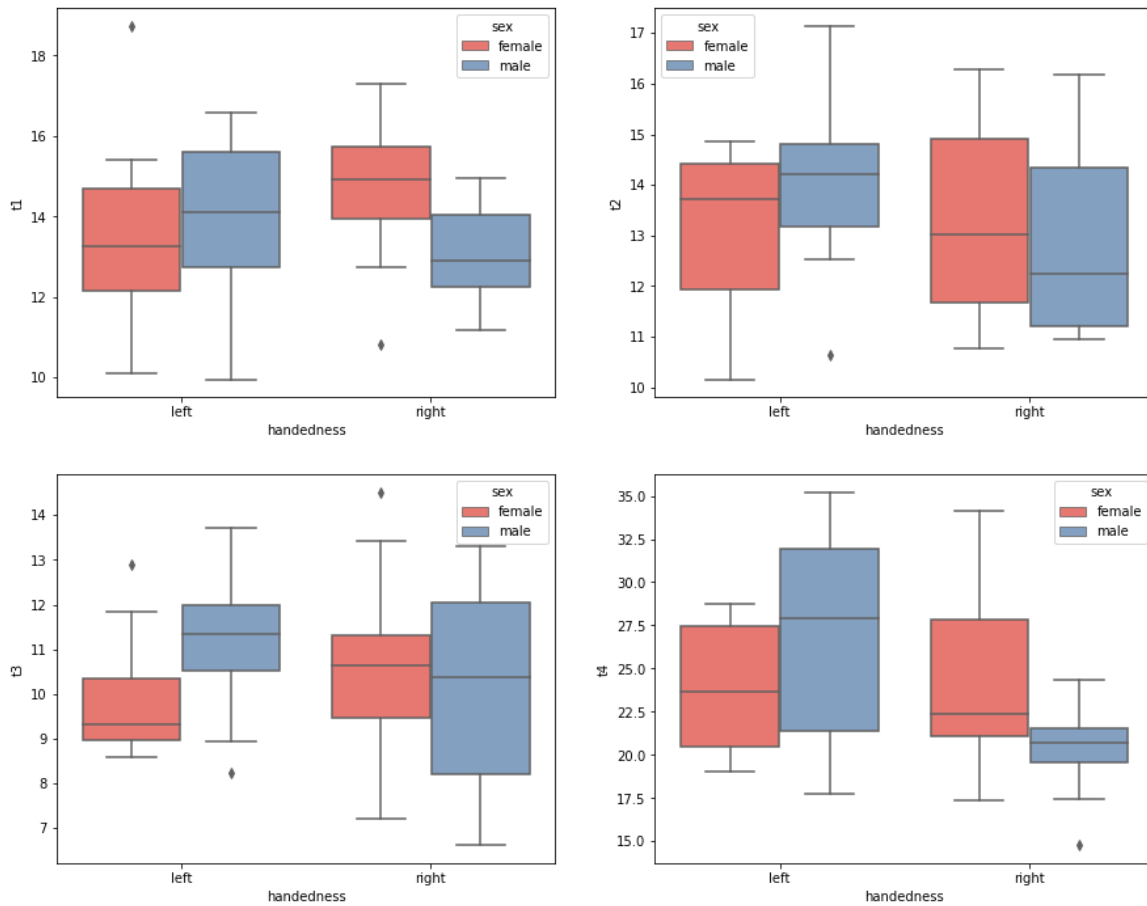 t1
18
16
14
12
10
sex
female
male
left
right
handedness
t2
17
16
15
14
13
12
11
10
sex
female
male
left
right
handedness
t3
14
13
12
11
10
9
8
7
sex
female
male
left
right
handedness
t4
35.0
32.5
30.0
27.5
25.0
22.5
20.0
17.5
15.0
sex
female
male
left
right
handedness